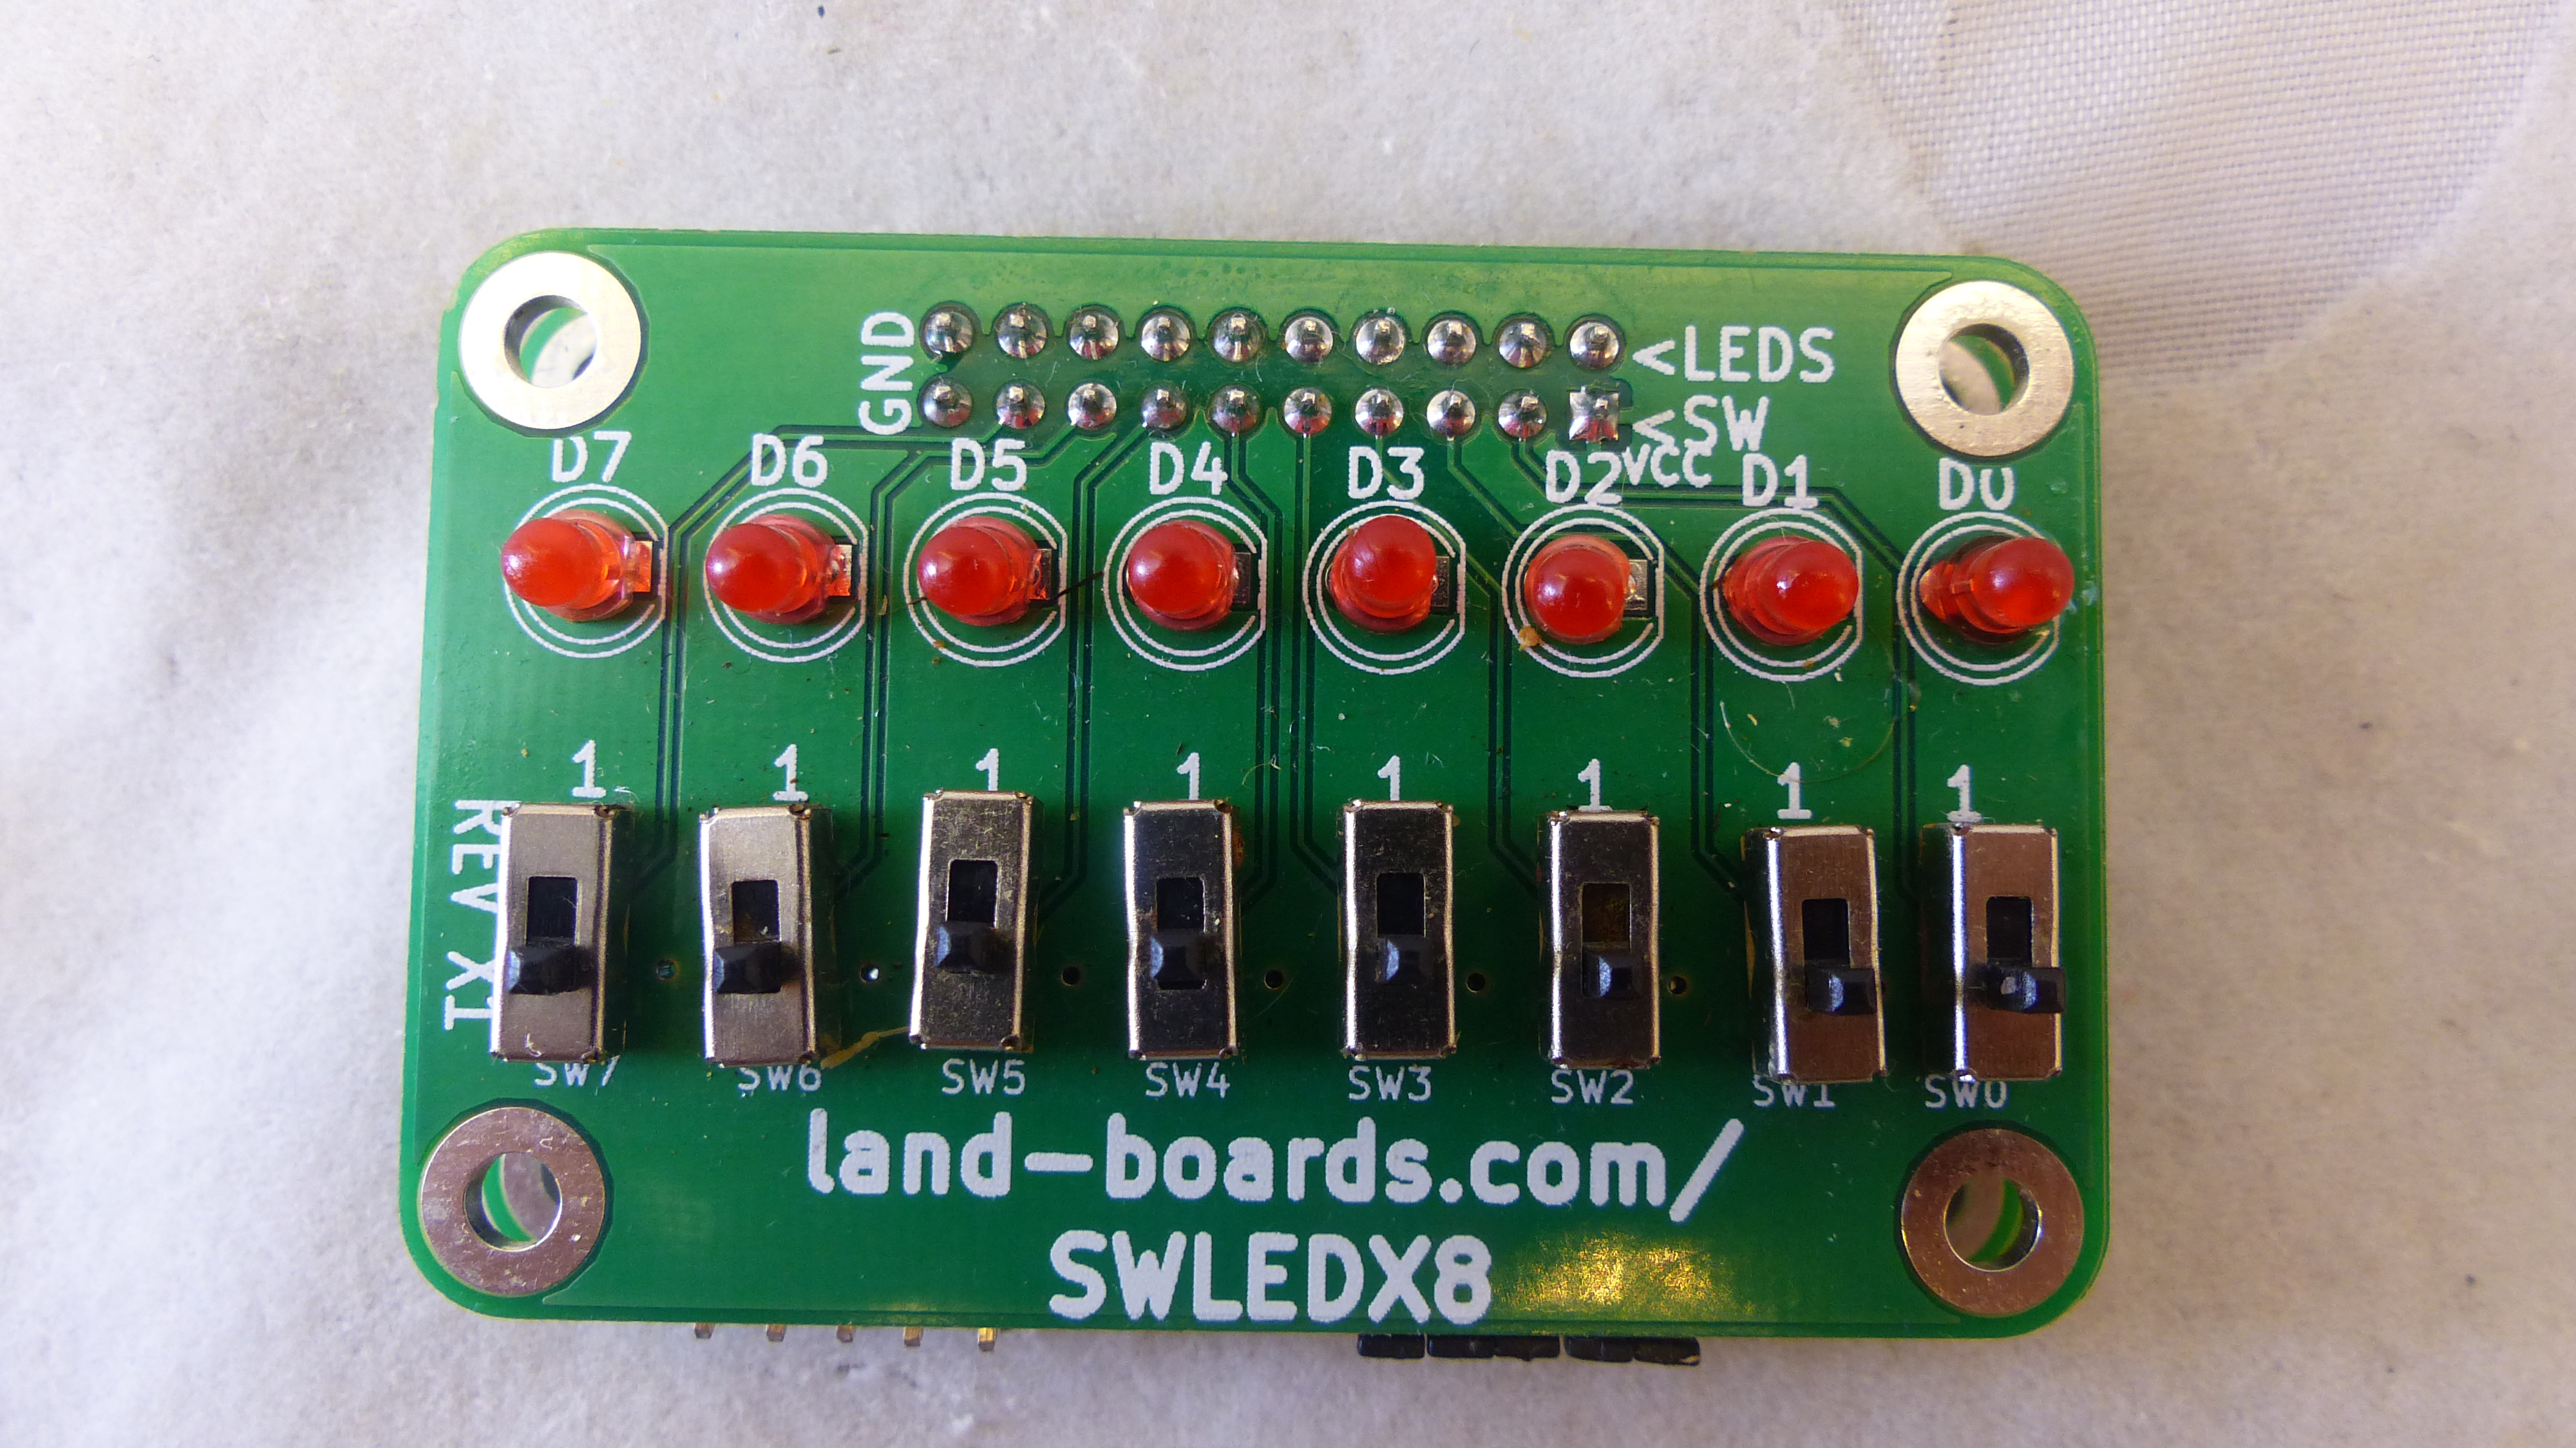 GND
<LEDS
<SW
VCC
D7 D6 D5 D4 D3 D2 D1 D0
1 1 1 1 1 1 1 1
REV X1
SW7 SW6 SW5 SW4 SW3 SW2 SW1 SW0
land-boards.com/
SWLEDX8